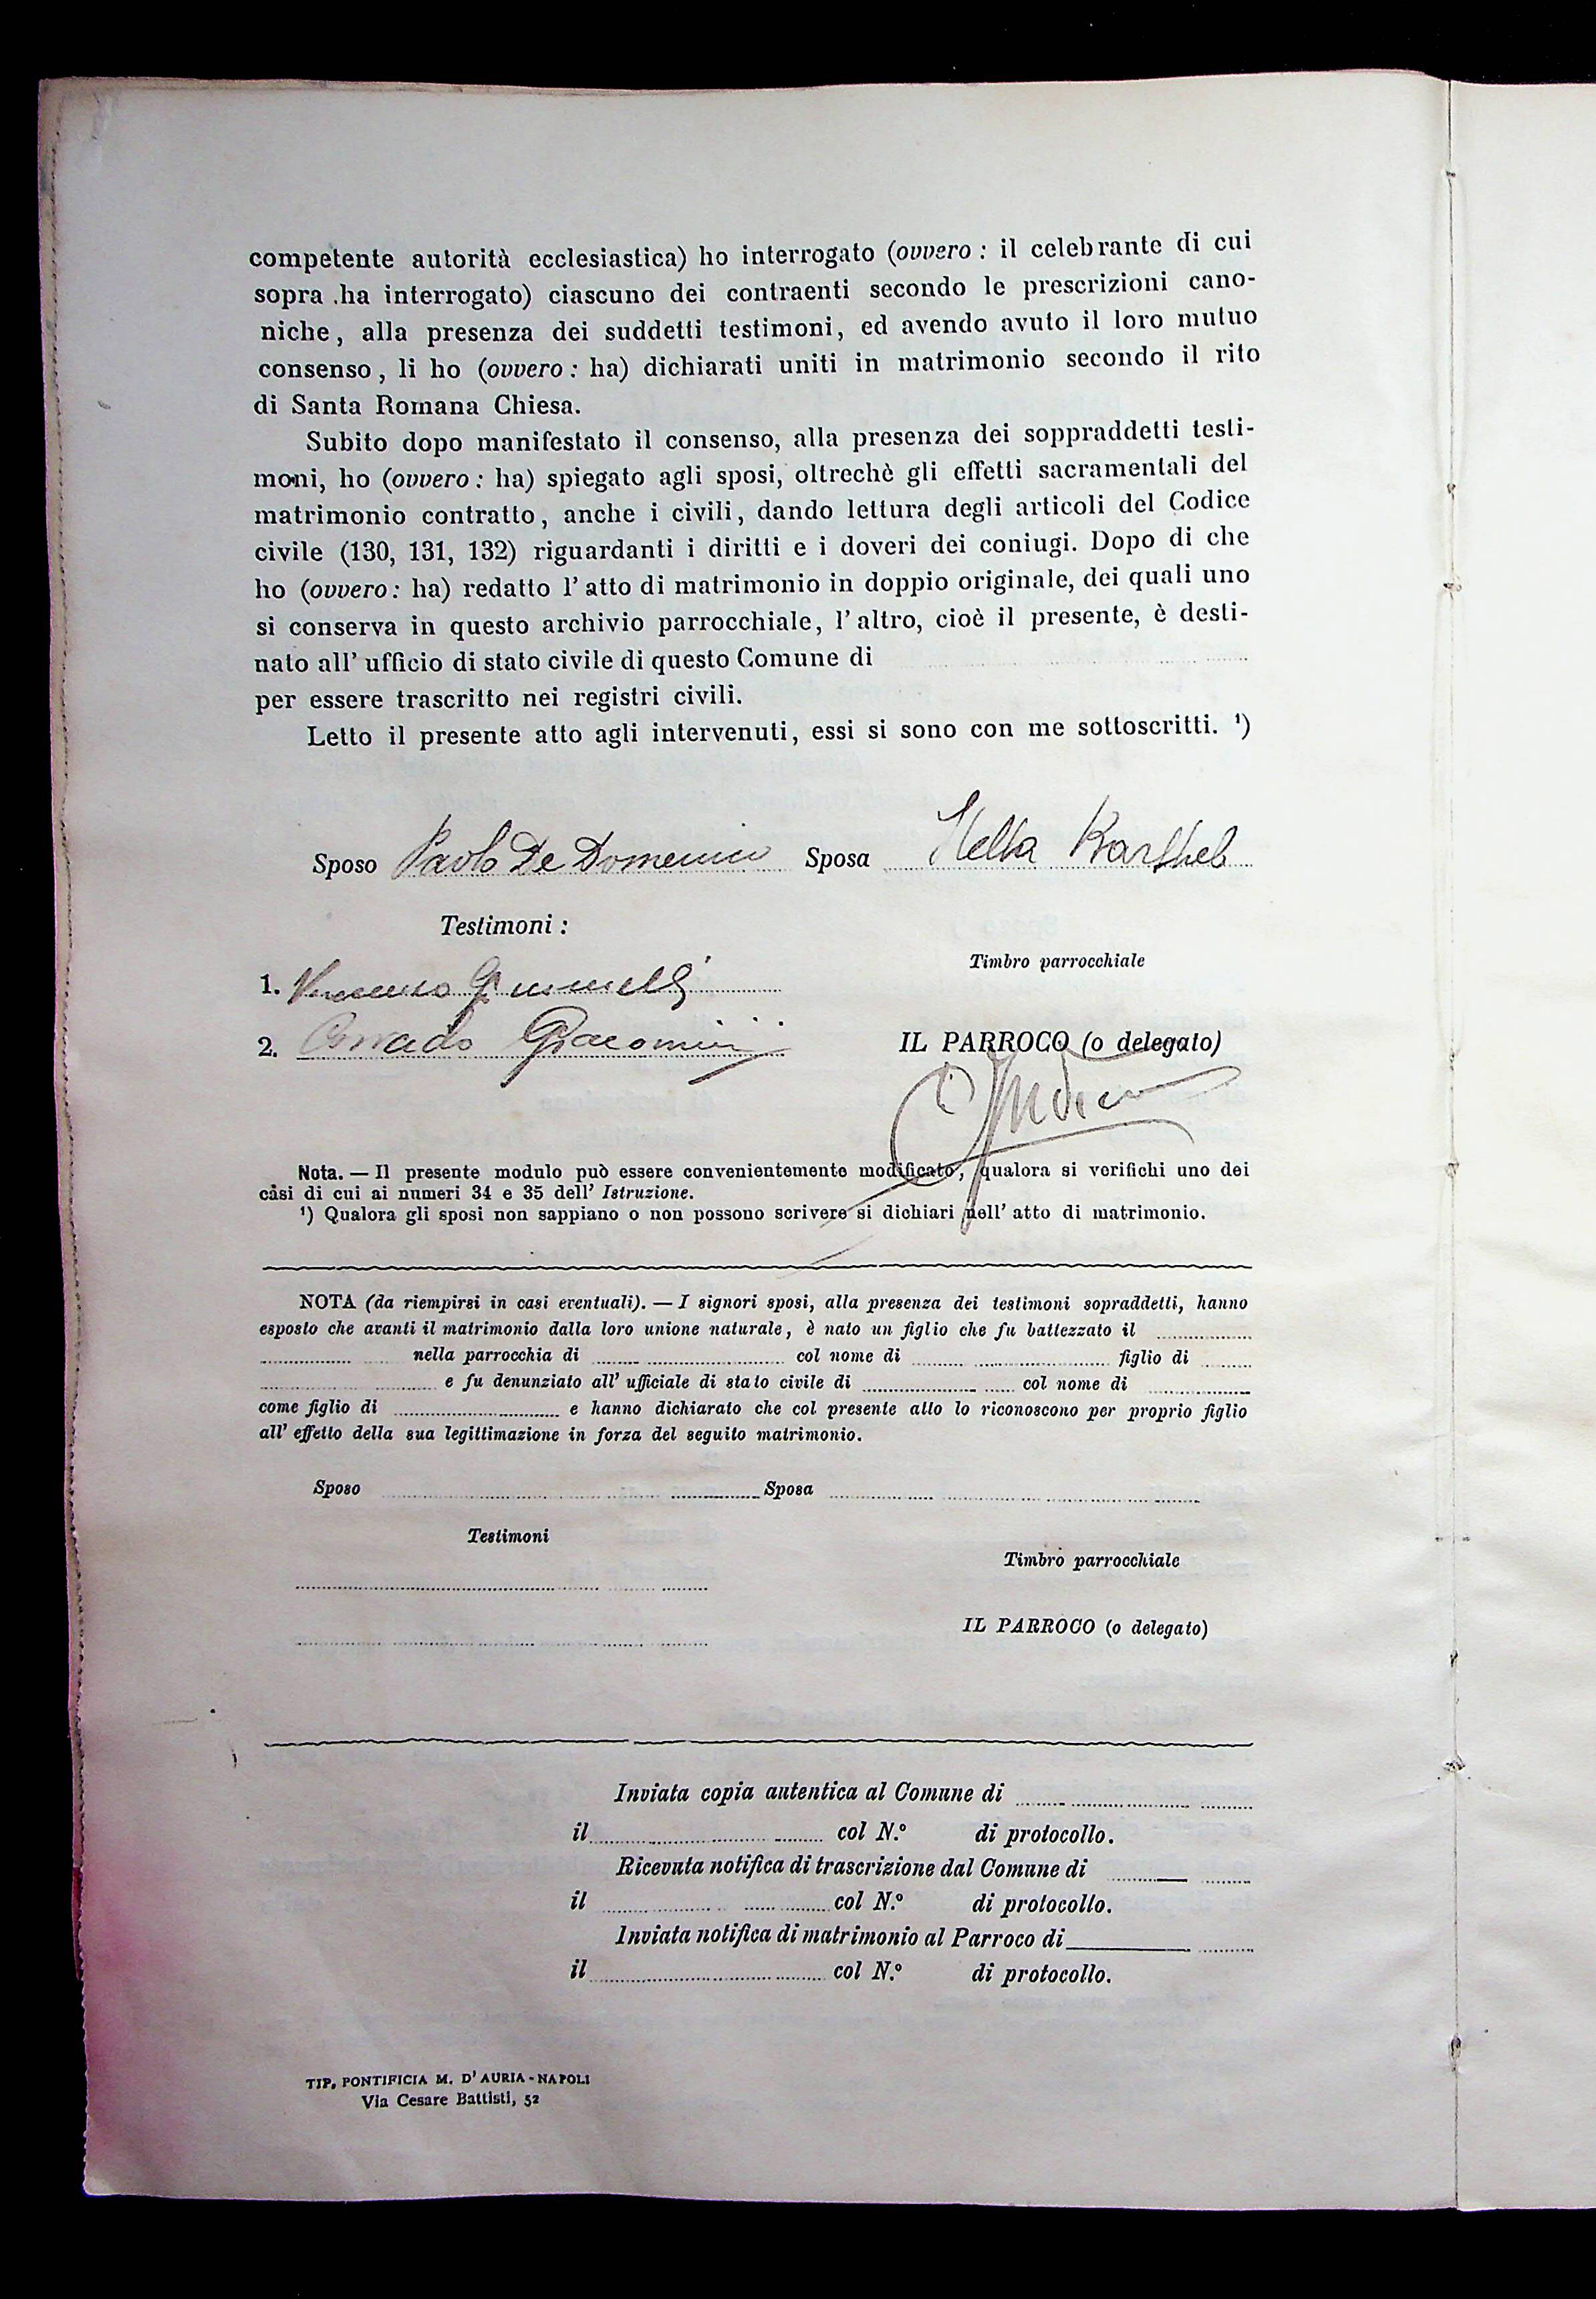 competente autorità ecclesiastica) ho interrogato (ovvero : il celebrante di cui
sopra .ha interrogato) ciascuno dei contraenti secondo le prescrizioni cano-
niche, alla presenza dei suddetti testimoni, ed avendo avuto il loro mutuo
consenso, li ho (ovvero : ha) dichiarati uniti in matrimonio secondo il rito
di Santa Romana Chiesa.
Subito dopo manifestato il consenso, alla presenza dei soppraddetti testi-
moni, ho (ovvero : ha) spiegato agli sposi, oltrechè gli effetti sacramentali del
matrimonio contratto, anche i civili, dando lettura degli articoli del Codice
civile (130, 131, 132) riguardanti i diritti e i doveri dei coniugi. Dopo di che
ho (ovvero : ha) redatto l' atto di matrimonio in doppio originale, dei quali uno
si conserva in questo archivio parrocchiale, l' altro, cioè il presente, è desti-
nato all' ufficio di stato civile di questo Comune di
per essere trascritto nei registri civili.
Letto il presente atto agli intervenuti, essi si sono con me sottoscritti. ¹)
Sposo Paolo De Domenico Sposa Hella
Testimoni :
Timbro parrocchiale
1. Vincenzo
2. Corrado Giacomini
IL PARROCO (o delegato)
Nota. — Il presente modulo può essere convenientemente modificato, qualora si verifichi uno dei
casi di cui ai numeri 34 e 35 dell' Istruzione.
¹) Qualora gli sposi non sappiano o non possono scrivere si dichiari nell' atto di matrimonio.
NOTA (da riempirsi in casi eventuali). — I signori sposi, alla presenza dei testimoni sopraddetti, hanno
esposto che avanti il matrimonio dalla loro unione naturale, è nato un figlio che fu battezzato il
nella parrocchia di col nome di figlio di
e fu denunziato all' ufficiale di stato civile di col nome di
come figlio di e hanno dichiarato che col presente atto lo riconoscono per proprio figlio
all' effetto della sua legittimazione in forza del seguito matrimonio.
Sposo Sposa
Testimoni
Timbro parrocchiale
IL PARROCO (o delegato)
Inviata copia autentica al Comune di
il col N.º di protocollo.
Ricevuta notifica di trascrizione dal Comune di
il col N.º di protocollo.
Inviata notifica di matrimonio al Parroco di
il col N.º di protocollo.
TIP. PONTIFICIA M. D' AURIA - NAPOLI
Via Cesare Battisti, 52